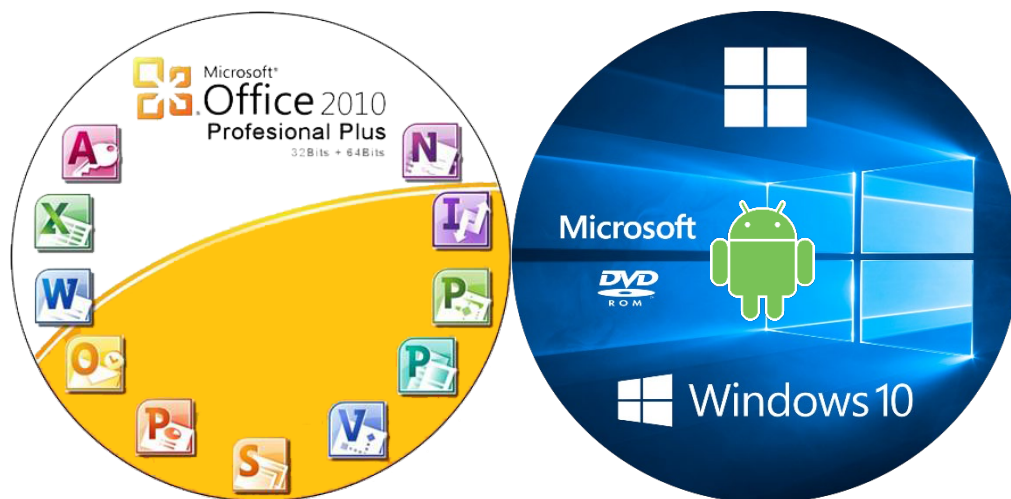 Microsoft®
Office 2010
Profesional Plus
32Bits + 64Bits
A
N
X
I
W
P
O
P
P
V
S
Microsoft
DVD
ROM
Windows 10